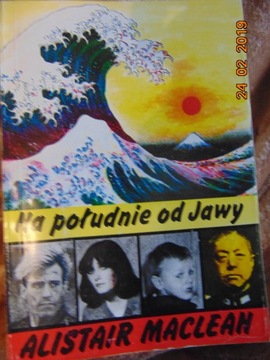 24 02 2019
Na południe od Jawy
ALISTAIR MACLEAN